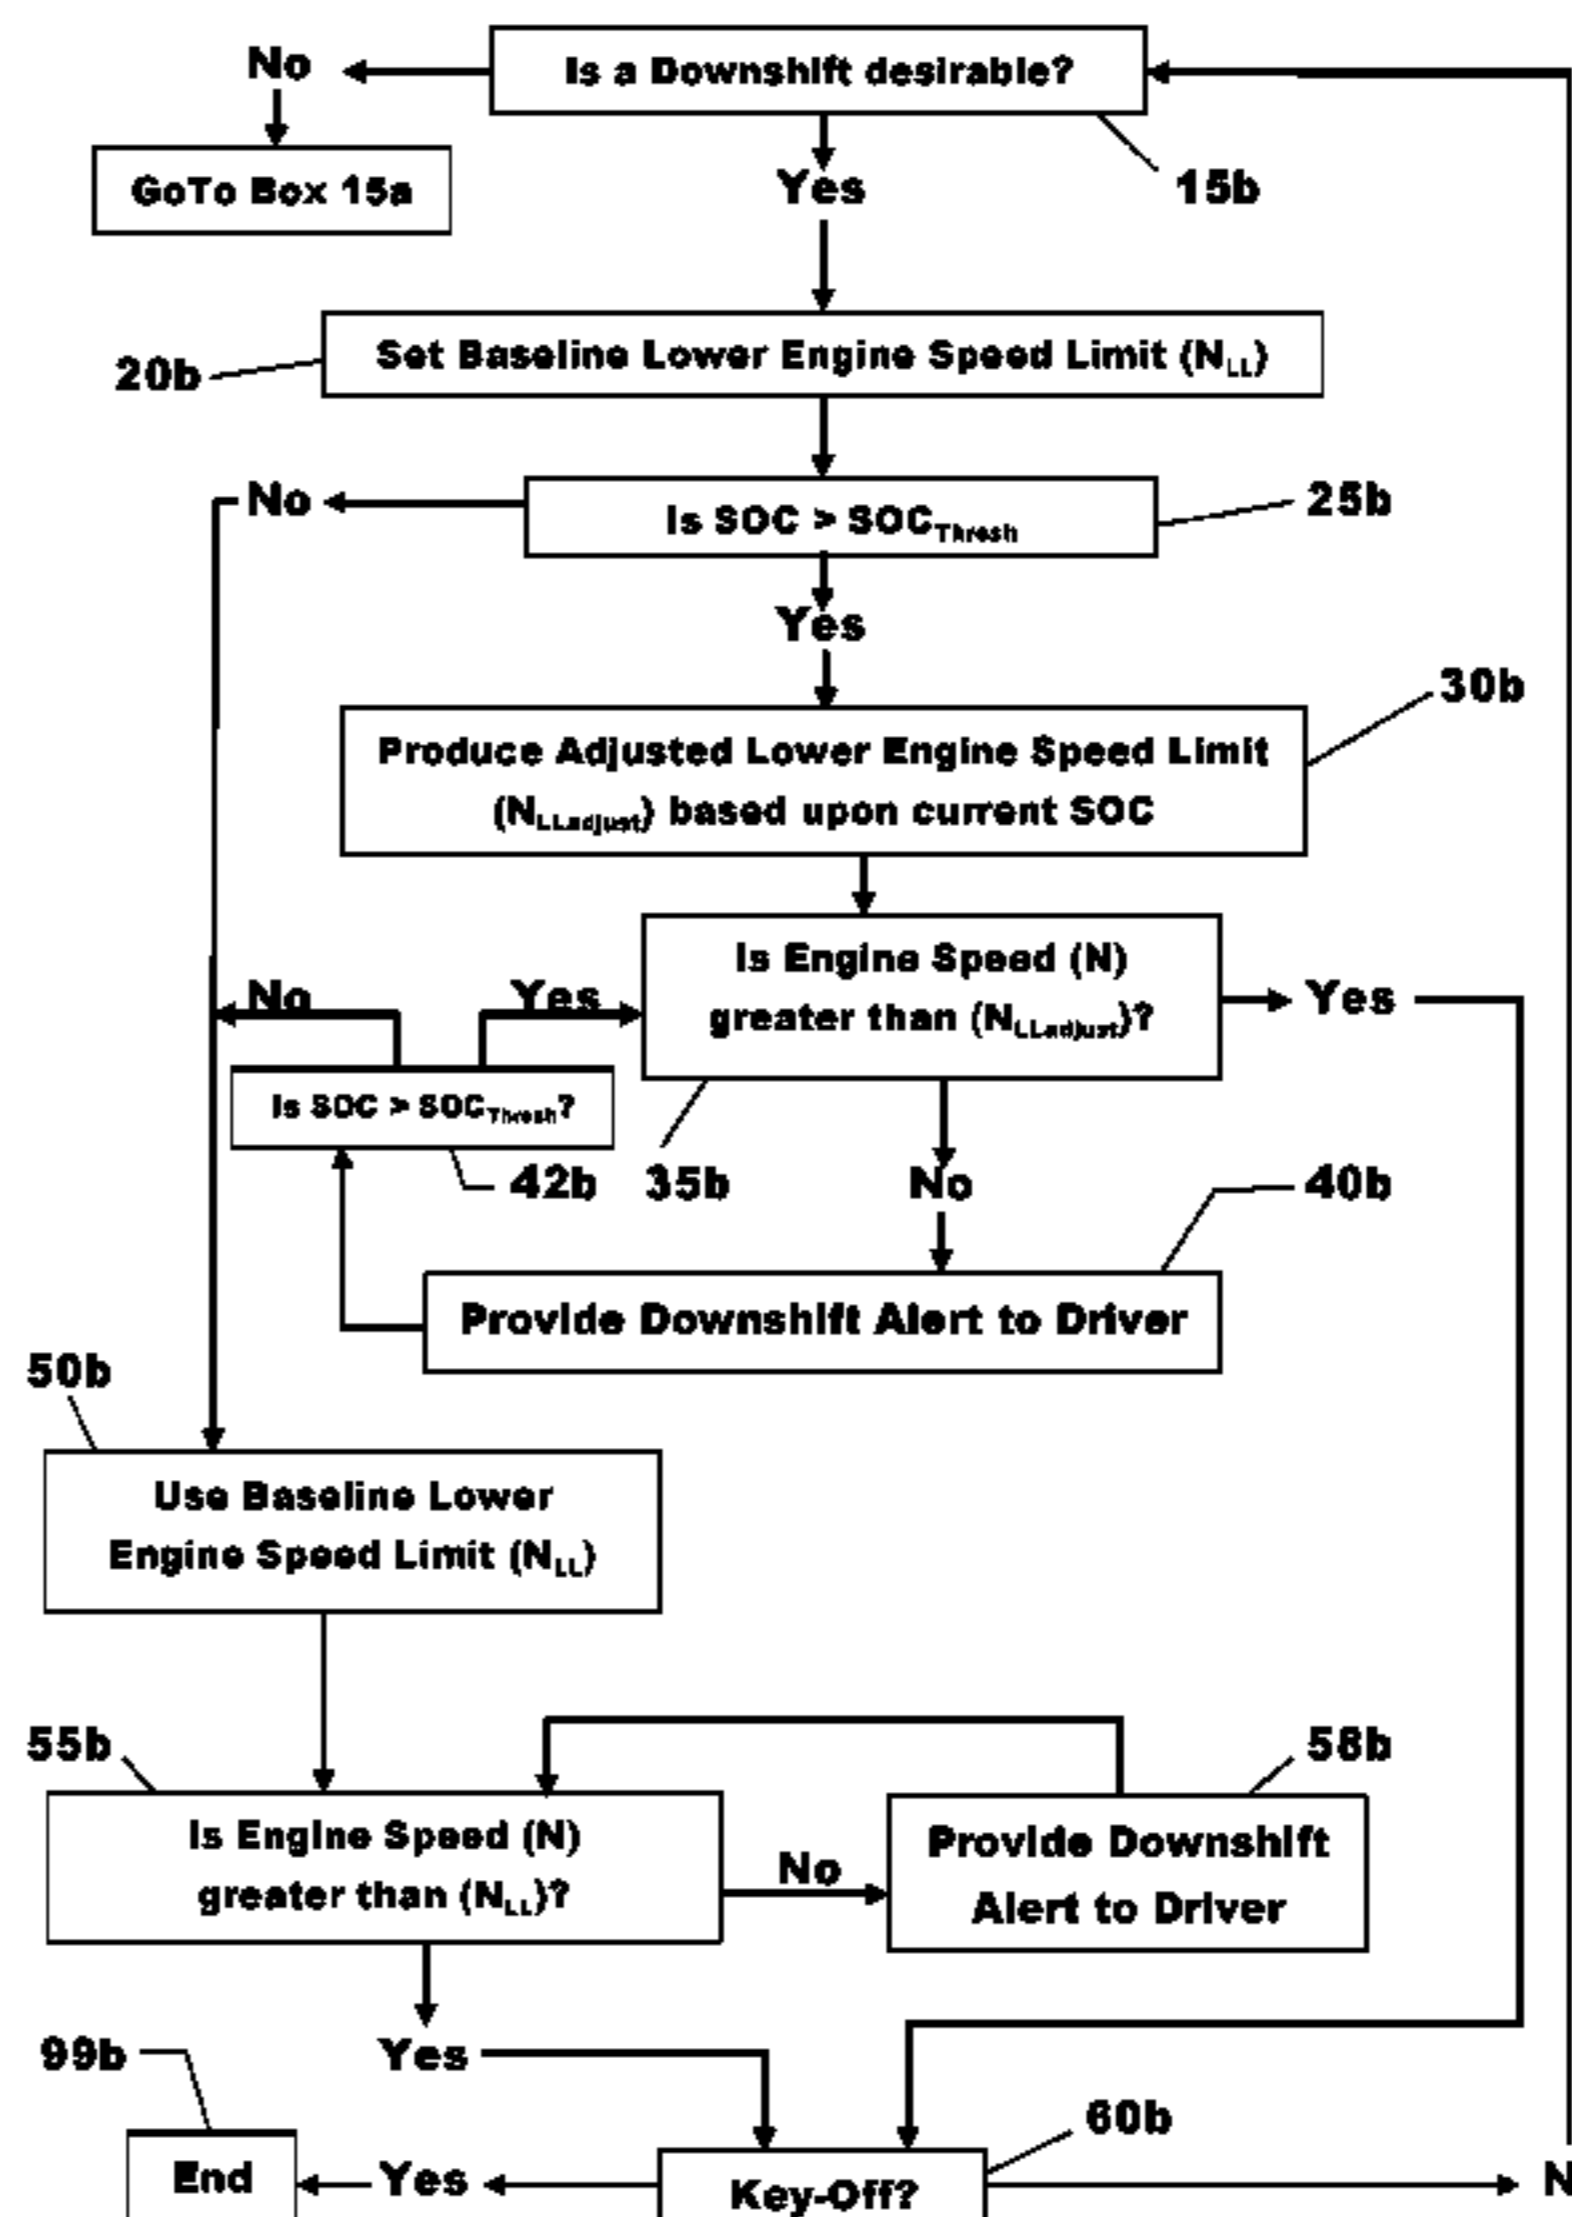 No
Is a Downshift desirable?
GoTo Box 15a
Yes
15b
20b
Set Baseline Lower Engine Speed Limit (NLL)
No
Is SOC > SOCThresh
25b
Yes
30b
Produce Adjusted Lower Engine Speed Limit
(NLLadjust) based upon current SOC
No
Yes
Is Engine Speed (N)
greater than (NLLadjust)?
Yes
Is SOC > SOCThresh?
42b
35b
No
40b
Provide Downshift Alert to Driver
50b
Use Baseline Lower
Engine Speed Limit (NLL)
55b
58b
Is Engine Speed (N)
greater than (NLL)?
No
Provide Downshift
Alert to Driver
99b
Yes
60b
End
Yes
Key-Off?